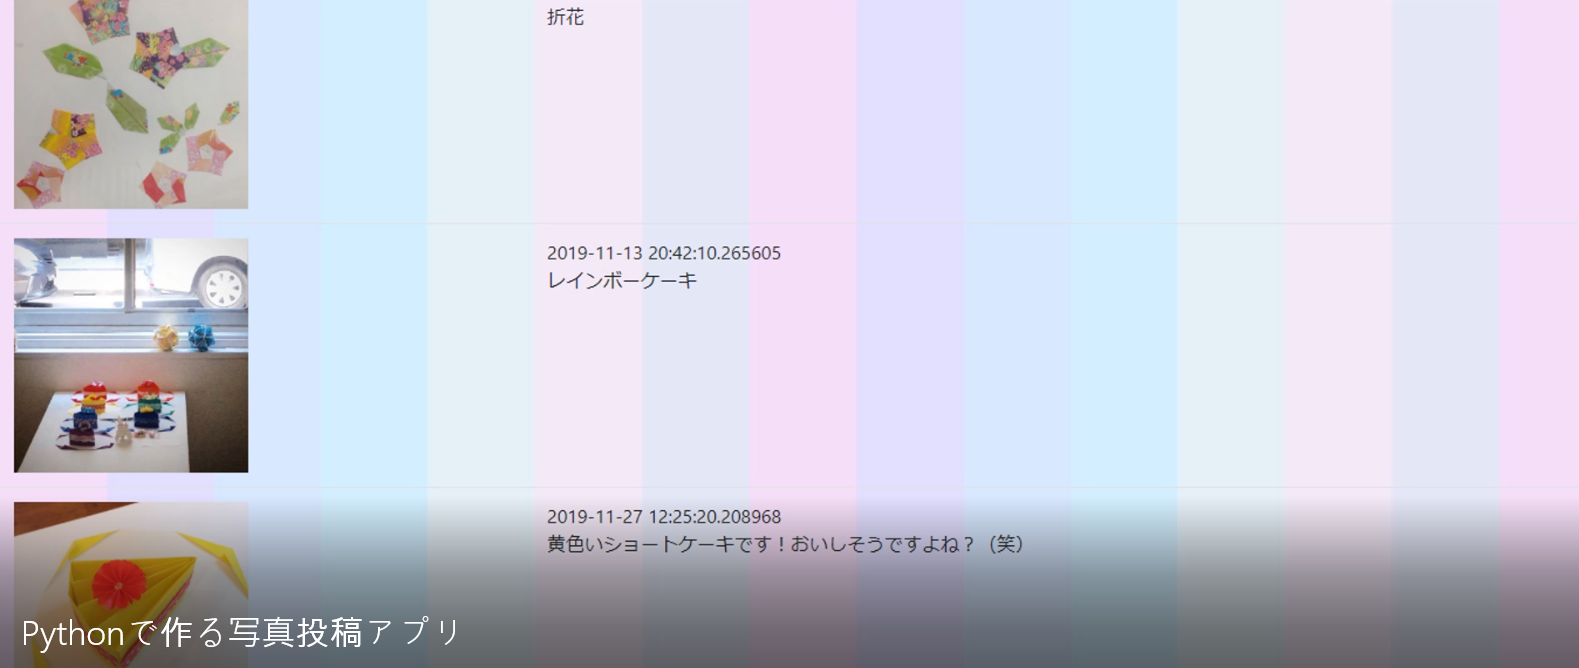 折花
2019-11-13 20:42:10.265605
レインボーケーキ
2019-11-27 12:25:20.208968
黄色いショートケーキです！おいしそうですよね？（笑）
Pythonで作る写真投稿アプリ